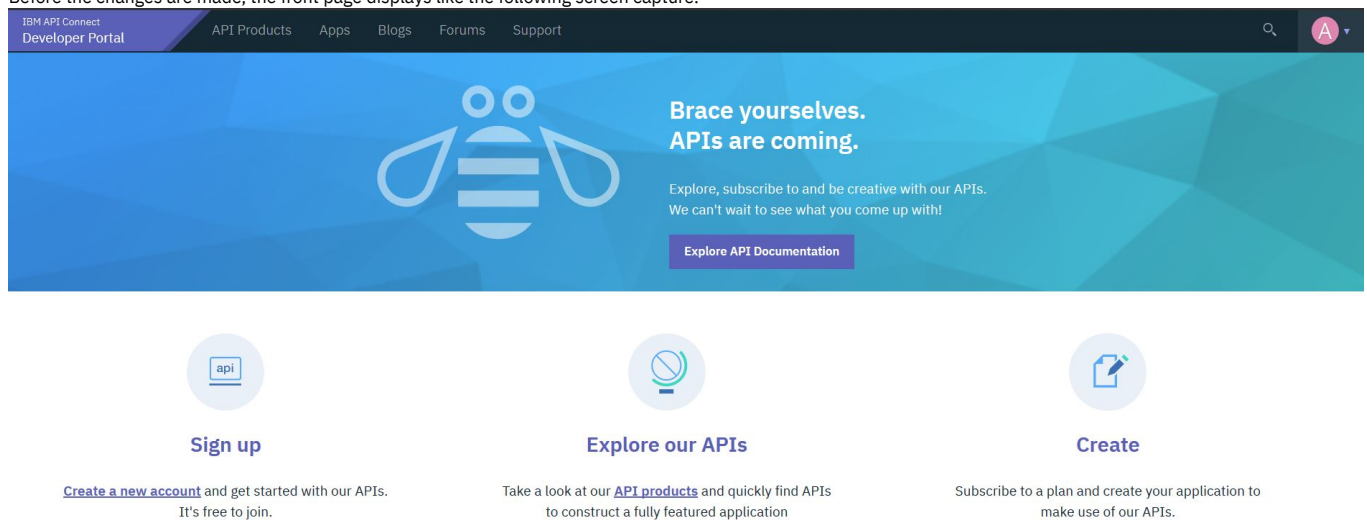 Before the changes are made, the front page displays like the following screen capture:
IBM API Connect
Developer Portal
API Products Apps Blogs Forums Support
A
Brace yourselves.
APIs are coming.
Explore, subscribe to and be creative with our APIs.
We can't wait to see what you come up with!
Explore API Documentation
api
Sign up
Create a new account and get started with our APIs.
It's free to join.
Explore our APIs
Take a look at our API products and quickly find APIs
to construct a fully featured application
Create
Subscribe to a plan and create your application to
make use of our APIs.